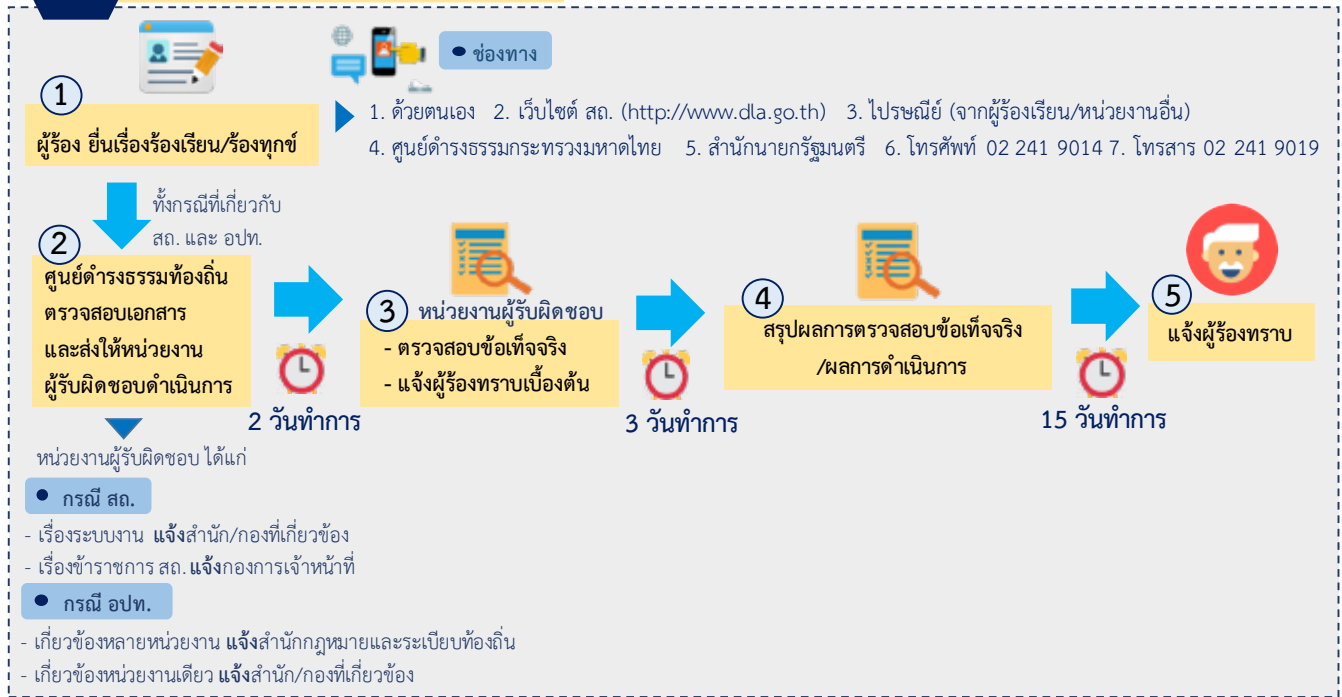 ช่องทาง
1
ผู้ร้อง ยื่นเรื่องร้องเรียน/ร้องทุกข์
1. ด้วยตนเอง 2. เว็บไซต์ สถ. (http://www.dla.go.th) 3. ไปรษณีย์ (จากผู้ร้องเรียน/หน่วยงานอื่น)
4. ศูนย์ดำรงธรรมกระทรวงมหาดไทย 5. สำนักนายกรัฐมนตรี 6. โทรศัพท์ 02 241 9014 7. โทรสาร 02 241 9019
ทั้งกรณีที่เกี่ยวกับ
สถ. และ อปท.
2
ศูนย์ดำรงธรรมท้องถิ่น
ตรวจสอบเอกสาร
และส่งให้หน่วยงาน
ผู้รับผิดชอบดำเนินการ
2 วันทำการ
3
หน่วยงานผู้รับผิดชอบ
- ตรวจสอบข้อเท็จจริง
- แจ้งผู้ร้องทราบเบื้องต้น
3 วันทำการ
4
สรุปผลการตรวจสอบข้อเท็จจริง
/ผลการดำเนินการ
15 วันทำการ
5
แจ้งผู้ร้องทราบ
หน่วยงานผู้รับผิดชอบ ได้แก่
กรณี สถ.
- เรื่องระบบงาน แจ้งสำนัก/กองที่เกี่ยวข้อง
- เรื่องข้าราชการ สถ. แจ้งกองการเจ้าหน้าที่
กรณี อปท.
- เกี่ยวข้องหลายหน่วยงาน แจ้งสำนักกฎหมายและระเบียบท้องถิ่น
- เกี่ยวข้องหน่วยงานเดียว แจ้งสำนัก/กองที่เกี่ยวข้อง